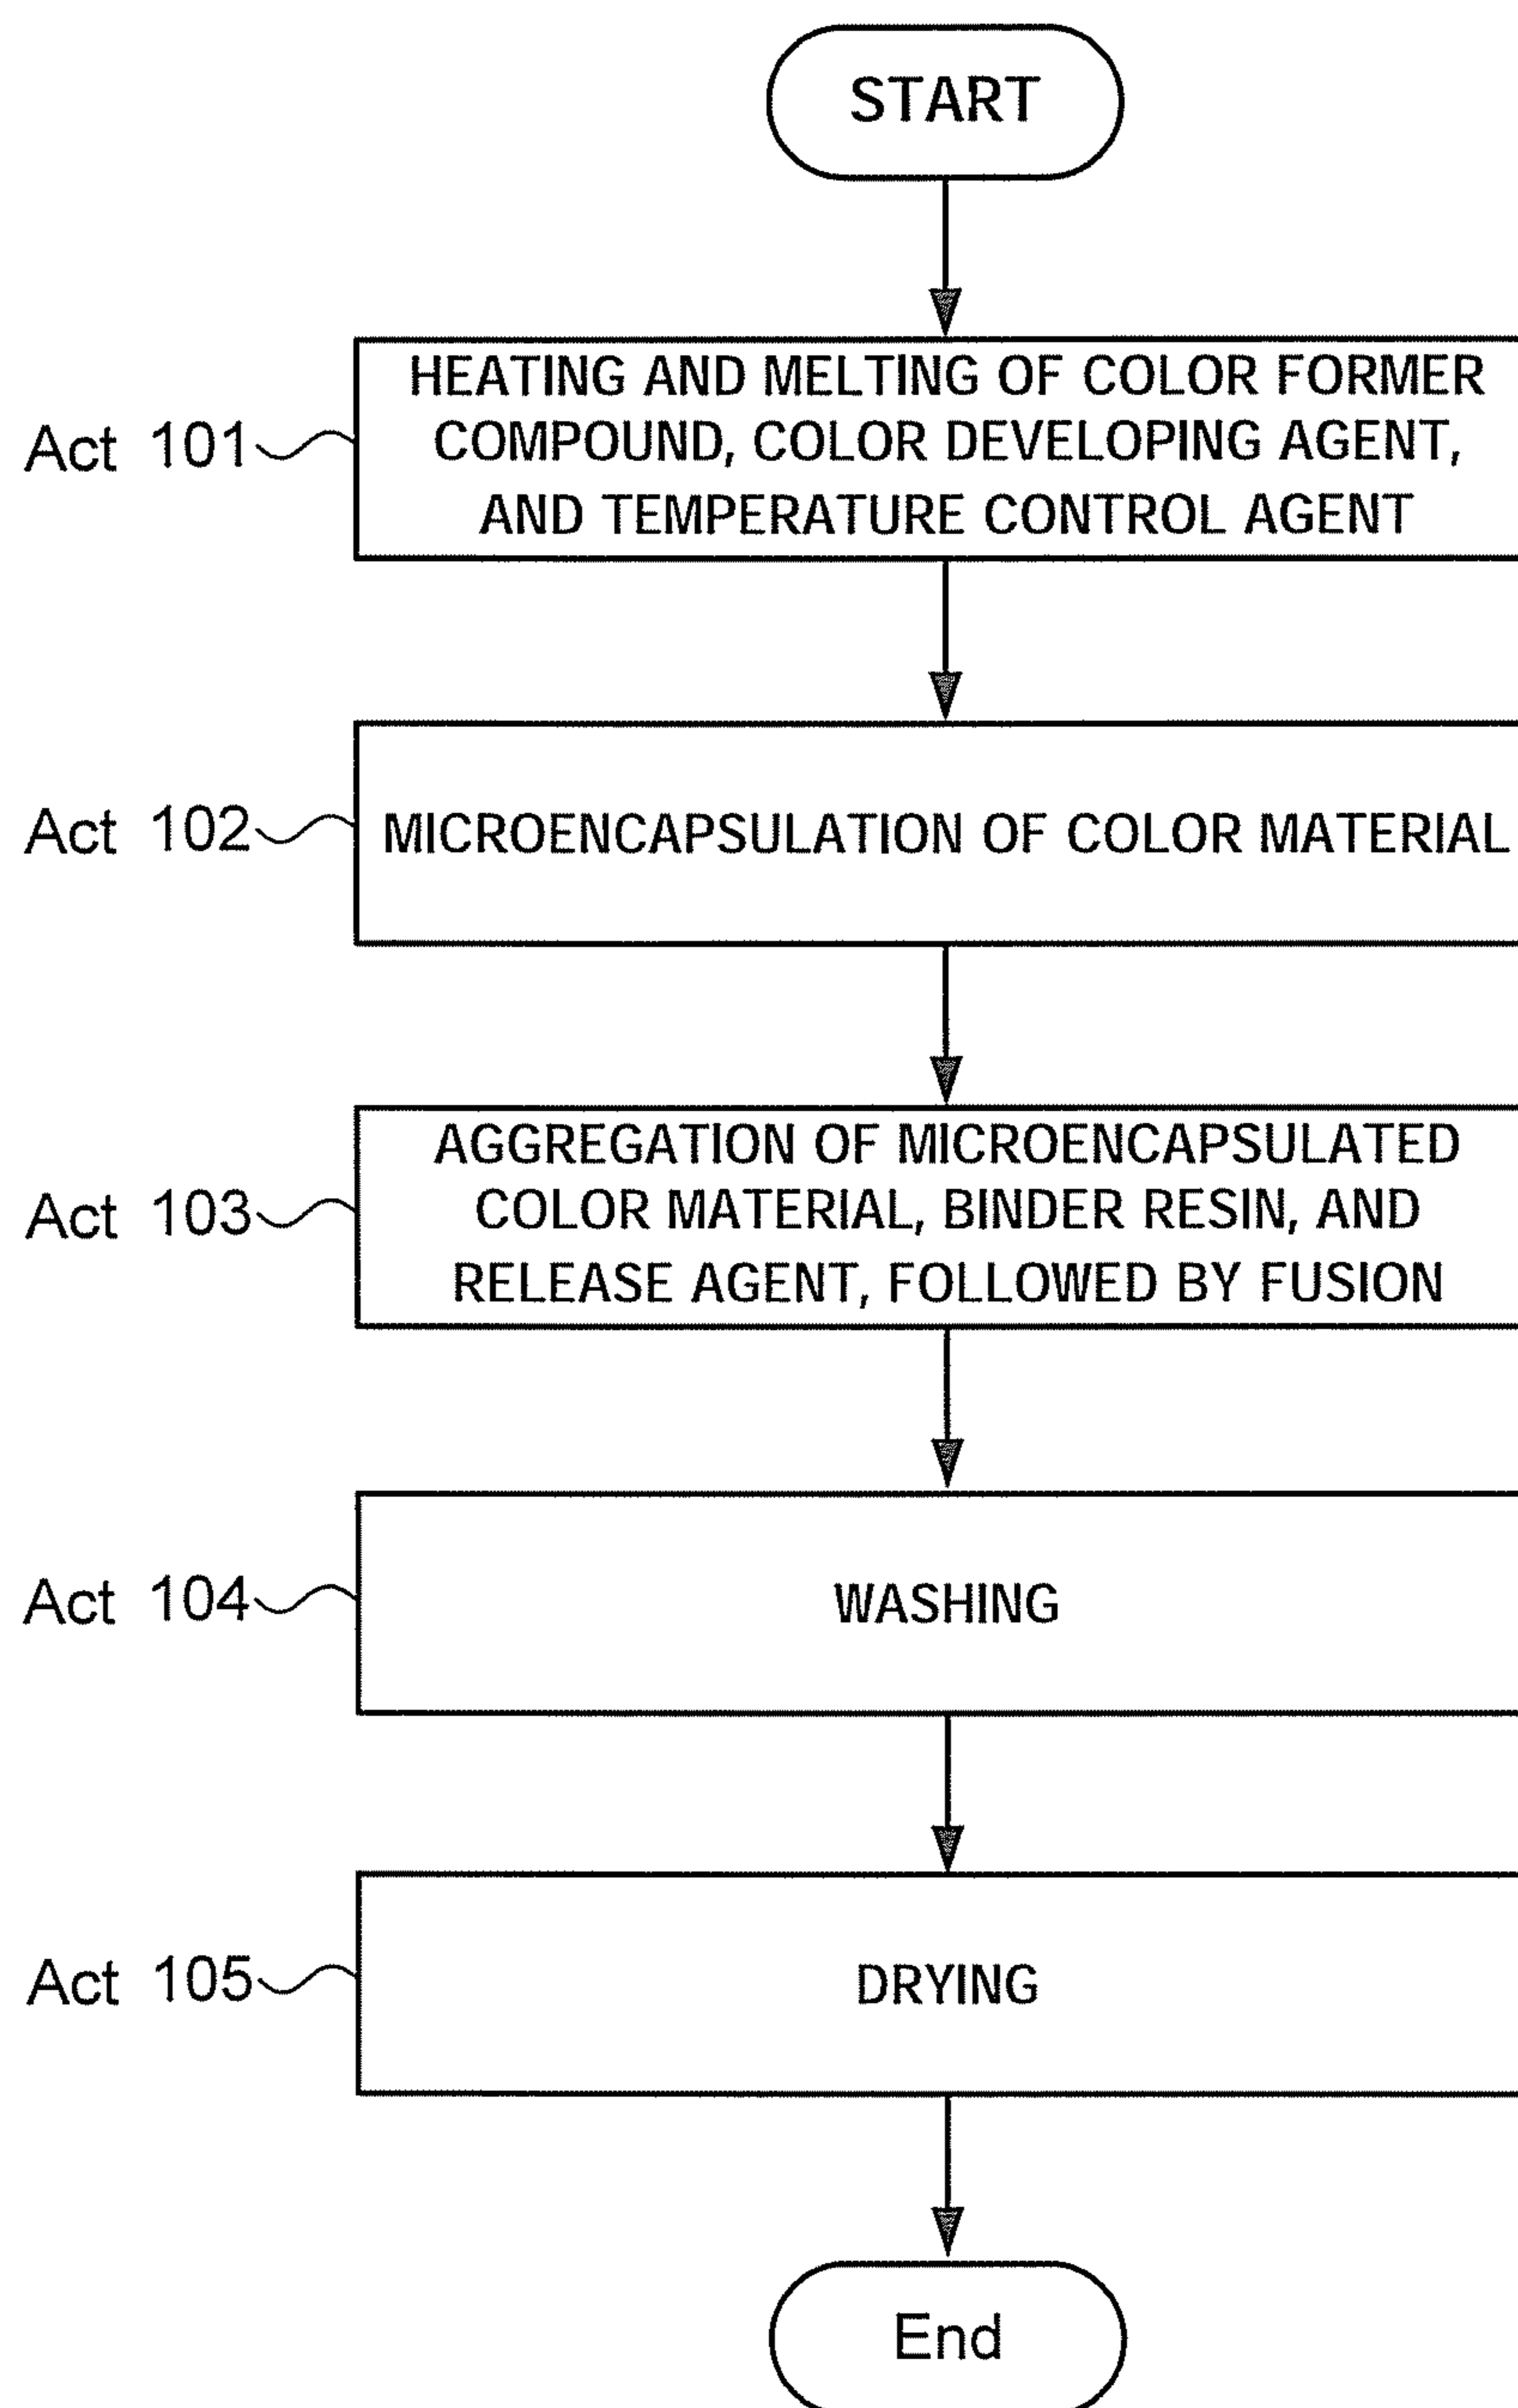 START
Act 101
HEATING AND MELTING OF COLOR FORMER
COMPOUND, COLOR DEVELOPING AGENT,
AND TEMPERATURE CONTROL AGENT
Act 102
MICROENCAPSULATION OF COLOR MATERIAL
Act 103
AGGREGATION OF MICROENCAPSULATED
COLOR MATERIAL, BINDER RESIN, AND
RELEASE AGENT, FOLLOWED BY FUSION
Act 104
WASHING
Act 105
DRYING
End